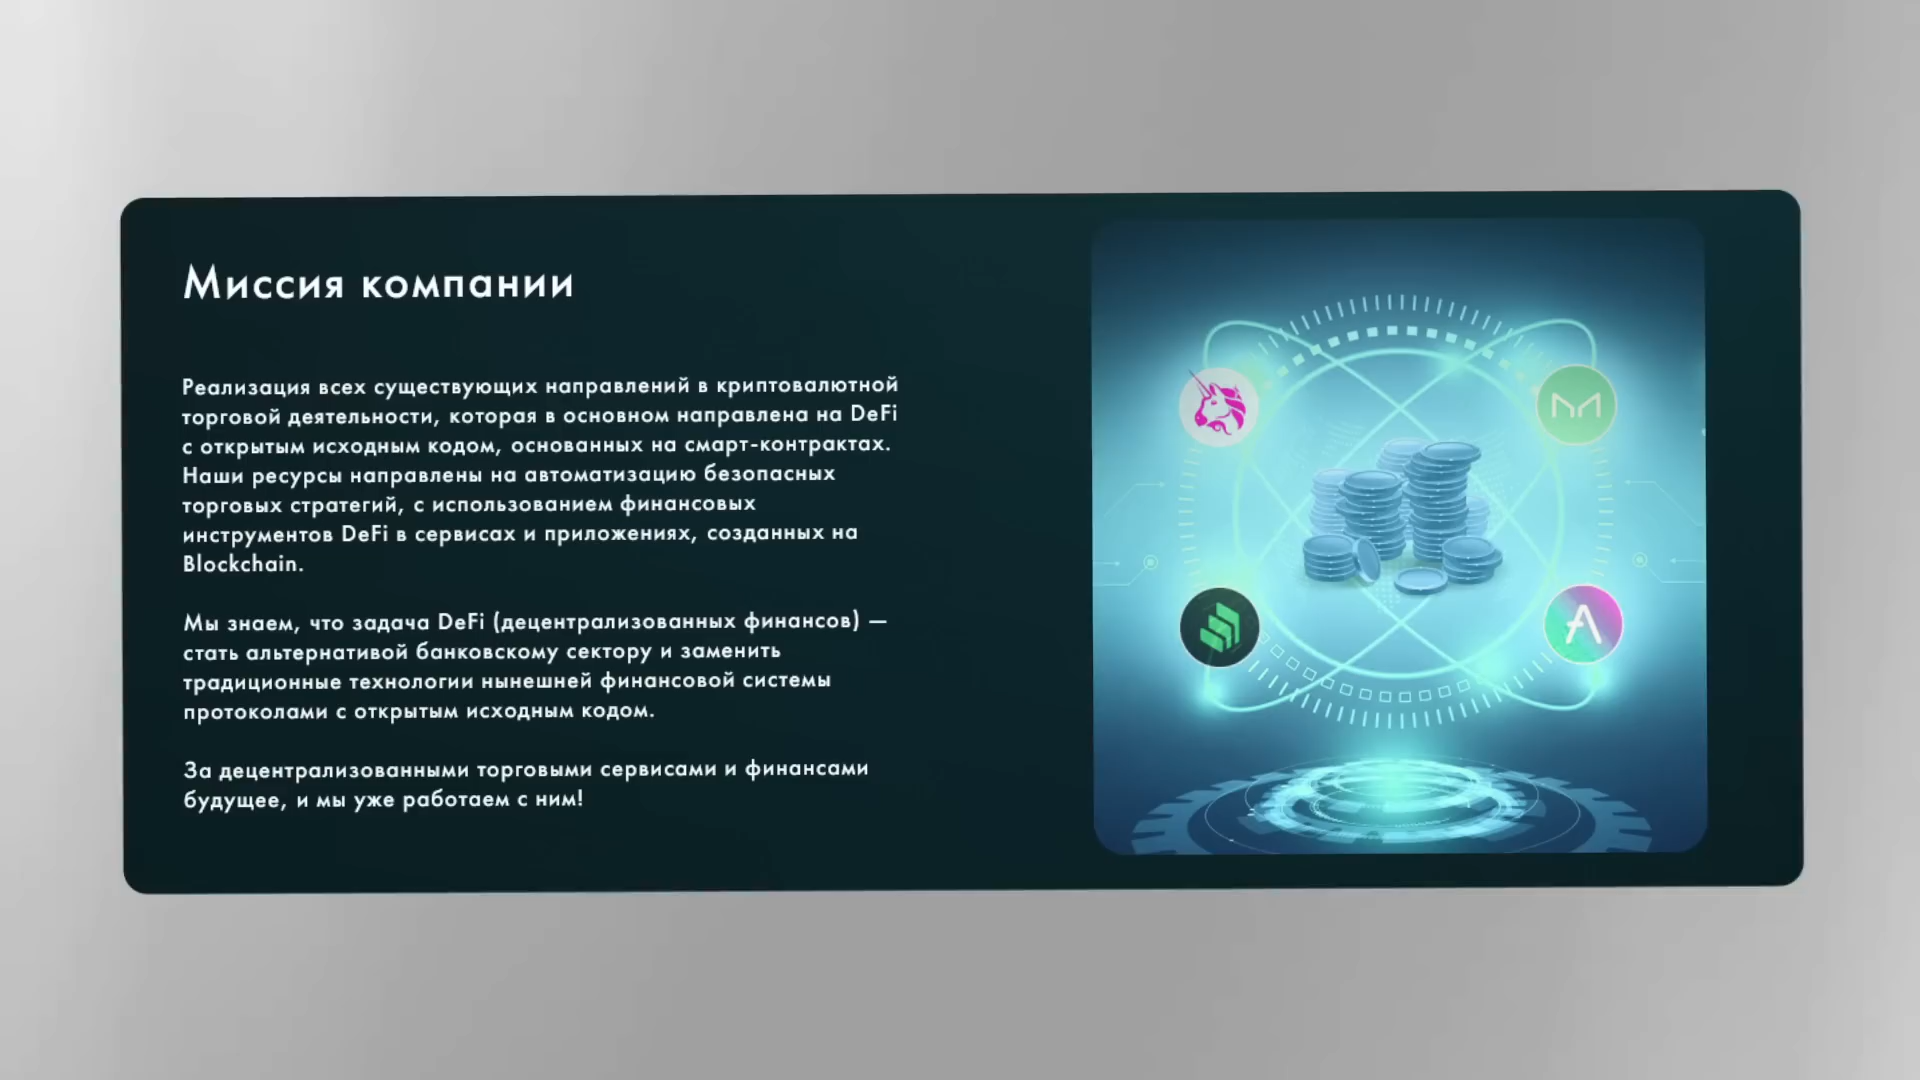 Миссия компании
Реализация всех существующих направлений в криптовалютной
торговой деятельности, которая в основном направлена на DeFi
с открытым исходным кодом, основанных на смарт-контрактах.
Наши ресурсы направлены на автоматизацию безопасных
торговых стратегий, с использованием финансовых
инструментов DeFi в сервисах и приложениях, созданных на
Blockchain.
Мы знаем, что задача DeFi (децентрализованных финансов) —
стать альтернативой банковскому сектору и заменить
традиционные технологии нынешней финансовой системы
протоколами с открытым исходным кодом.
За децентрализованными торговыми сервисами и финансами
будущее, и мы уже работаем с ним!